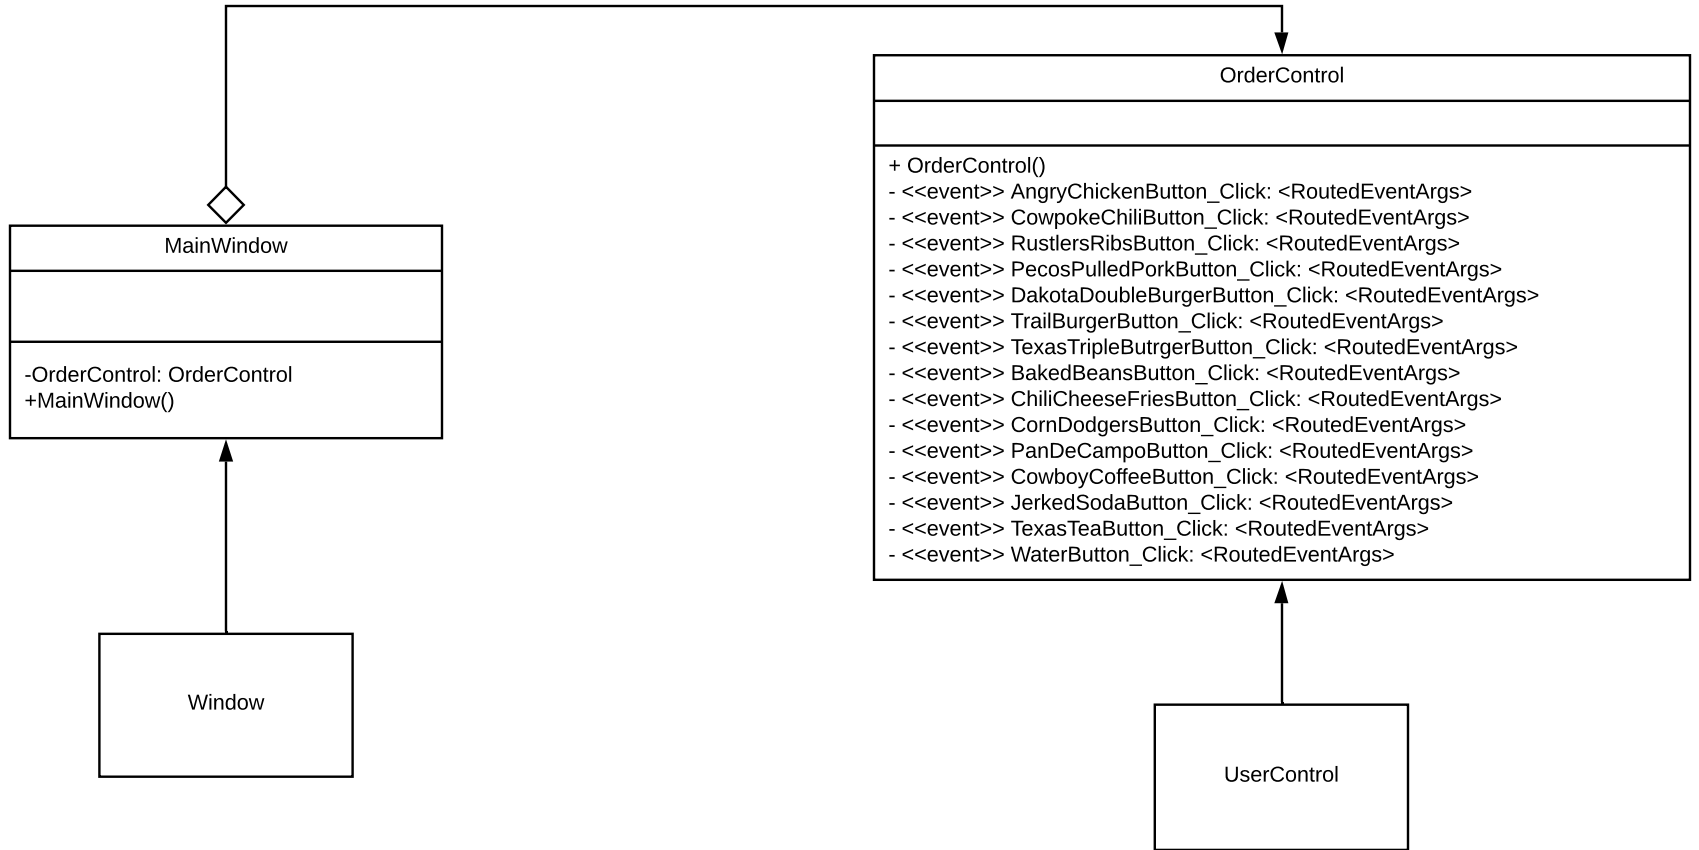 OrderControl
+ OrderControl()
- <<event>> AngryChickenButton_Click: <RoutedEventArgs>
- <<event>> CowpokeChiliButton_Click: <RoutedEventArgs>
- <<event>> RustlersRibsButton_Click: <RoutedEventArgs>
- <<event>> PecosPulledPorkButton_Click: <RoutedEventArgs>
- <<event>> DakotaDoubleBurgerButton_Click: <RoutedEventArgs>
- <<event>> TrailBurgerButton_Click: <RoutedEventArgs>
- <<event>> TexasTripleButrgerButton_Click: <RoutedEventArgs>
- <<event>> BakedBeansButton_Click: <RoutedEventArgs>
- <<event>> ChiliCheeseFriesButton_Click: <RoutedEventArgs>
- <<event>> CornDodgersButton_Click: <RoutedEventArgs>
- <<event>> PanDeCampoButton_Click: <RoutedEventArgs>
- <<event>> CowboyCoffeeButton_Click: <RoutedEventArgs>
- <<event>> JerkedSodaButton_Click: <RoutedEventArgs>
- <<event>> TexasTeaButton_Click: <RoutedEventArgs>
- <<event>> WaterButton_Click: <RoutedEventArgs>
MainWindow
-OrderControl: OrderControl
+MainWindow()
Window
UserControl